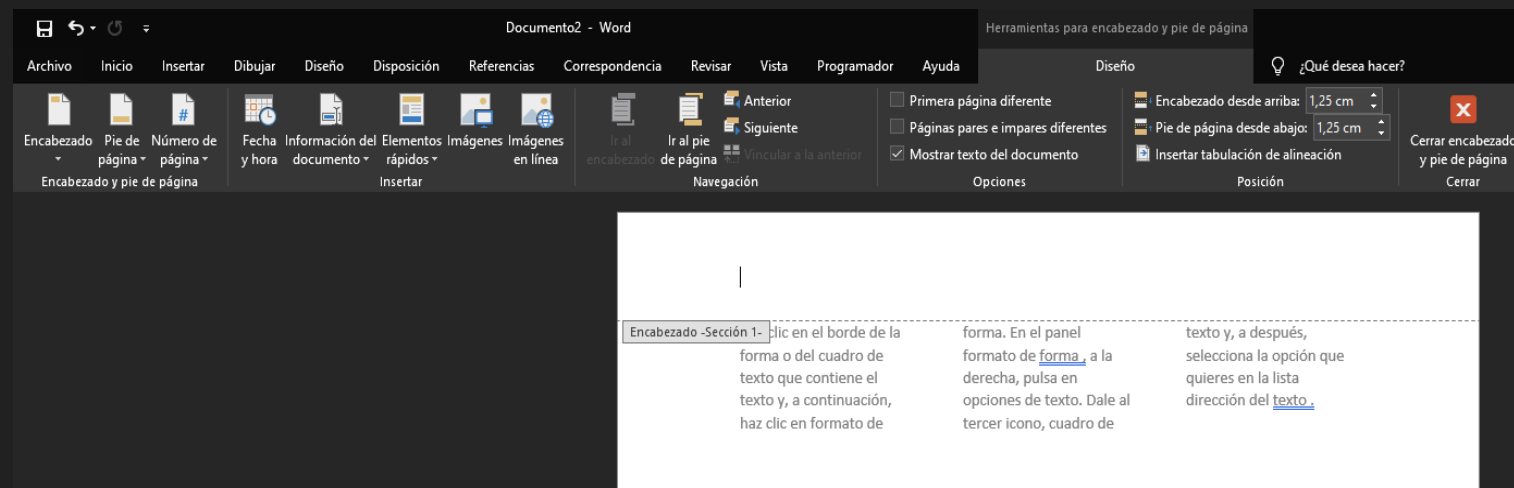 Documento2 - Word
Herramientas para encabezado y pie de página
Archivo Inicio Insertar Dibujar Diseño Disposición Referencias Correspondencia Revisar Vista Programador Ayuda Diseño ¿Qué desea hacer?
Encabezado
Pie de página
Número de página
Encabezado y pie de página
Fecha y hora
Información del documento
Elementos rápidos
Imágenes
Imágenes en línea
Insertar
Ir al encabezado
Ir al pie de página
Anterior
Siguiente
Vincular a la anterior
Navegación
Primera página diferente
Páginas pares e impares diferentes
Mostrar texto del documento
Opciones
Encabezado desde arriba: 1,25 cm
Pie de página desde abajo: 1,25 cm
Insertar tabulación de alineación
Posición
Cerrar encabezado
y pie de página
Cerrar
Encabezado -Sección 1-
clic en el borde de la
forma o del cuadro de
texto que contiene el
texto y, a continuación,
haz clic en formato de
forma. En el panel
formato de forma , a la
derecha, pulsa en
opciones de texto. Dale al
tercer icono, cuadro de
texto y, a después,
selecciona la opción que
quieres en la lista
dirección del texto .